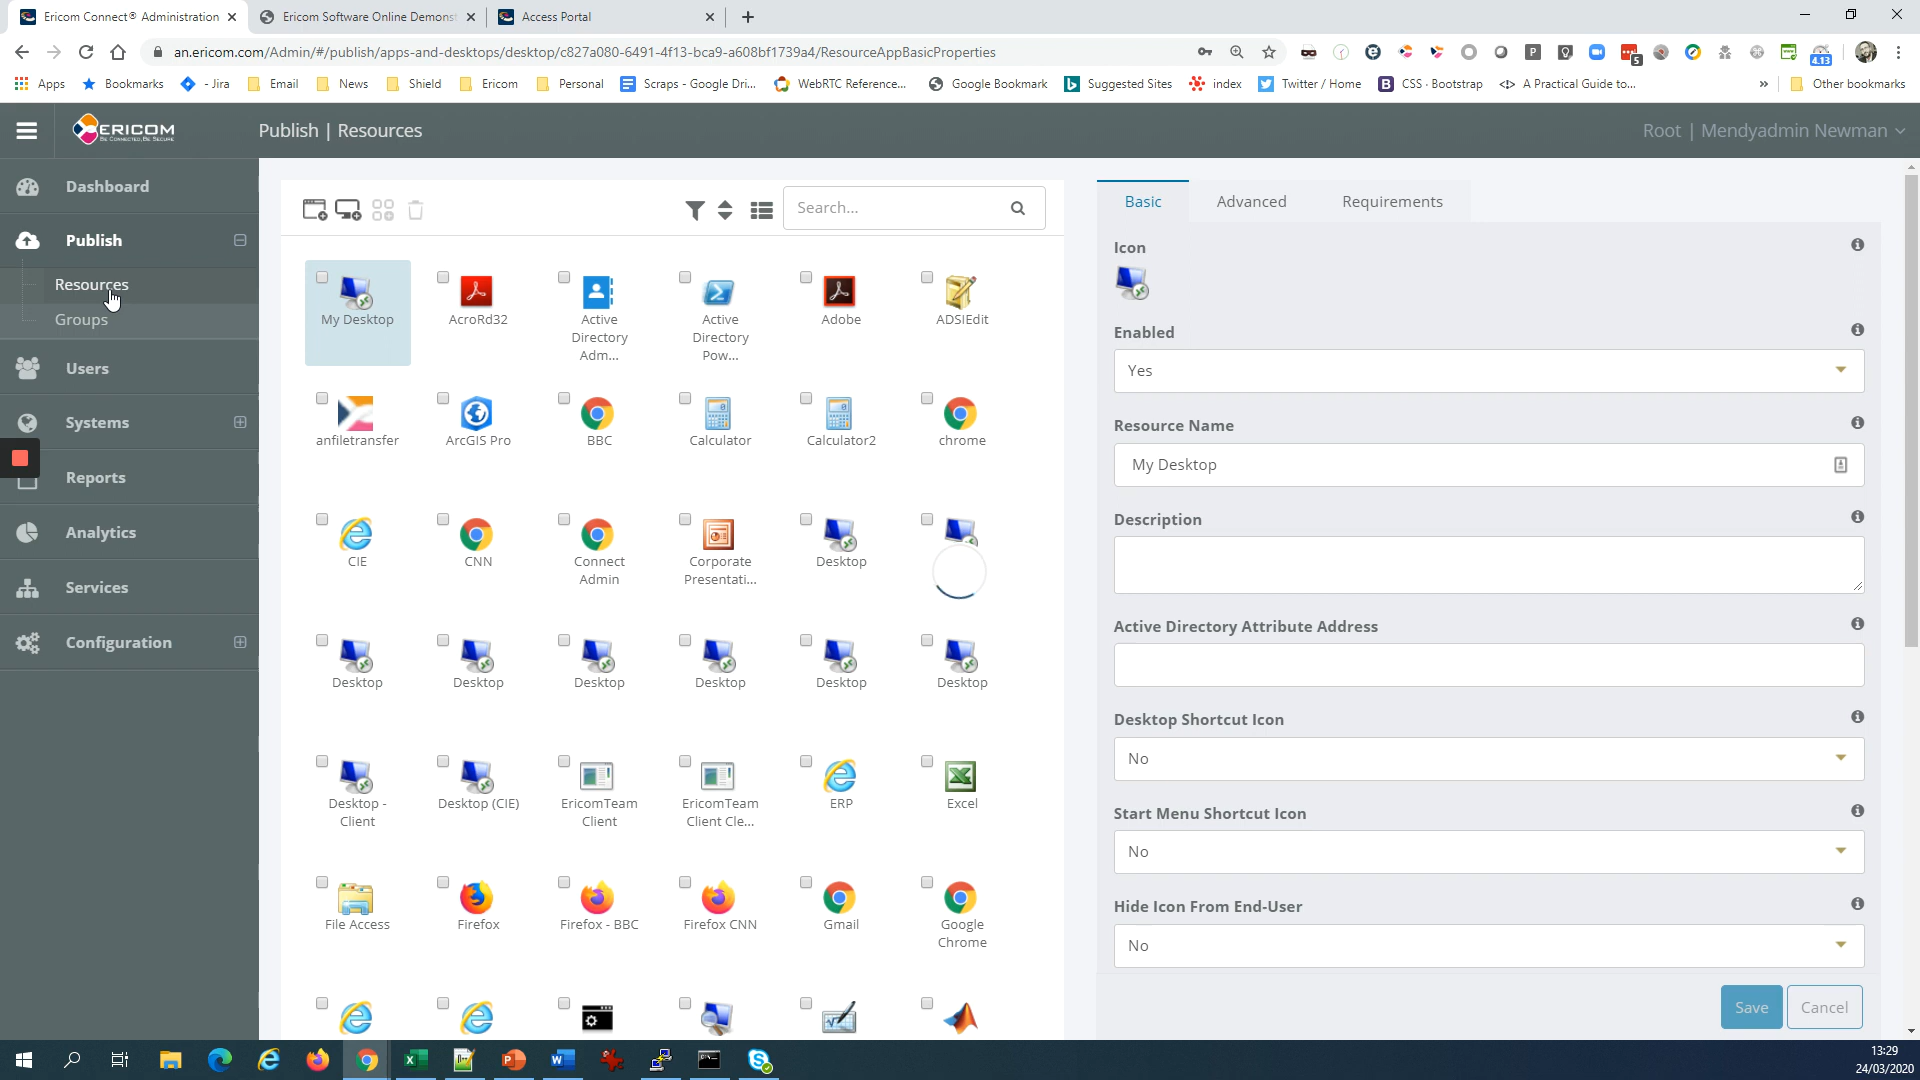 Ericom Connect® Administration
Ericom Software Online Demonst
Access Portal
an.ericom.com/Admin/#/publish/apps-and-desktops/desktop/c827a080-6491-4f13-bca9-a608bf1739a4/ResourceAppBasicProperties
5
4.13
Apps
Bookmarks
- Jira
Email
News
Shield
Ericom
Personal
Scraps - Google Dri...
WebRTC Reference...
Google Bookmark
Suggested Sites
index
Twitter / Home
CSS · Bootstrap
A Practical Guide to...
»
Other bookmarks
ERICOM
BE CONNECTED. BE SECURE
Publish | Resources
Root | Mendyadmin Newman
Dashboard
Publish
Resources
Groups
Users
Systems
Reports
Analytics
Services
Configuration
Search...
My Desktop
AcroRd32
Active Directory Adm...
Active Directory Pow...
Adobe
ADSIEdit
anfiletransfer
ArcGIS Pro
BBC
Calculator
Calculator2
chrome
CIE
CNN
Connect Admin
Corporate Presentati...
Desktop
Desktop
Desktop
Desktop
Desktop
Desktop
Desktop
Desktop - Client
Desktop (CIE)
EricomTeam Client
EricomTeam Client Cle...
ERP
Excel
File Access
Firefox
Firefox - BBC
Firefox CNN
Gmail
Google Chrome
Basic
Advanced
Requirements
Icon
Enabled
Yes
Resource Name
My Desktop
Description
Active Directory Attribute Address
Desktop Shortcut Icon
No
Start Menu Shortcut Icon
No
Hide Icon From End-User
No
Save
Cancel
13:29
24/03/2020